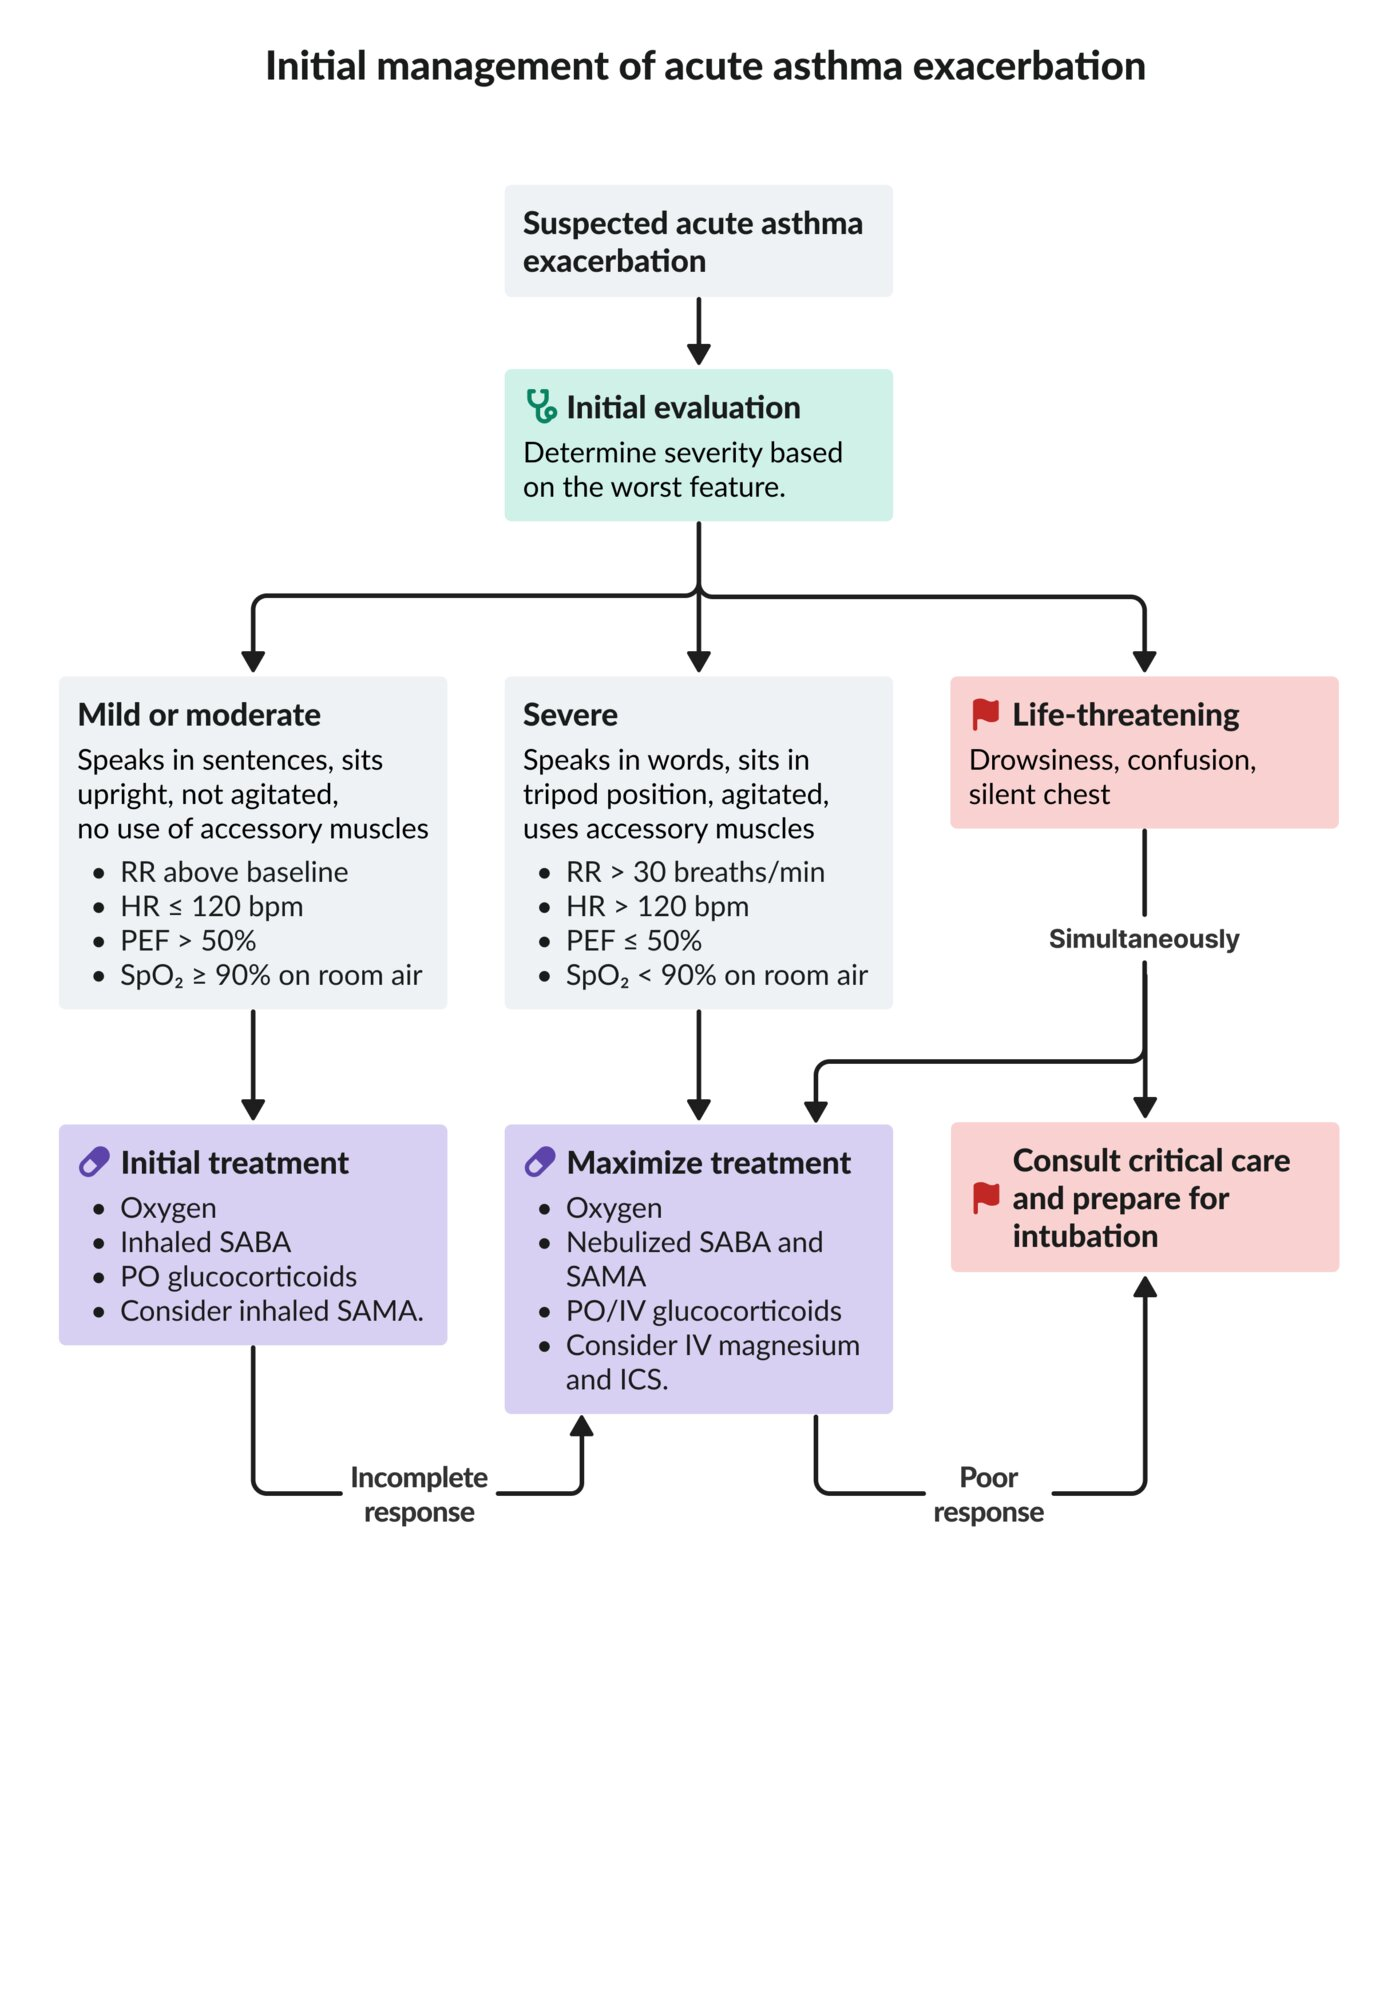 Initial management of acute asthma exacerbation
Suspected acute asthma
exacerbation
Initial evaluation
Determine severity based
on the worst feature.
Mild or moderate
Speaks in sentences, sits
upright, not agitated,
no use of accessory muscles
• RR above baseline
• HR ≤ 120 bpm
• PEF > 50%
• SpO₂ ≥ 90% on room air
Severe
Speaks in words, sits in
tripod position, agitated,
uses accessory muscles
• RR > 30 breaths/min
• HR > 120 bpm
• PEF ≤ 50%
• SpO₂ < 90% on room air
Life-threatening
Drowsiness, confusion,
silent chest
Simultaneously
Initial treatment
• Oxygen
• Inhaled SABA
• PO glucocorticoids
• Consider inhaled SAMA.
Maximize treatment
• Oxygen
• Nebulized SABA and
SAMA
• PO/IV glucocorticoids
• Consider IV magnesium
and ICS.
Consult critical care
and prepare for
intubation
Incomplete
response
Poor
response